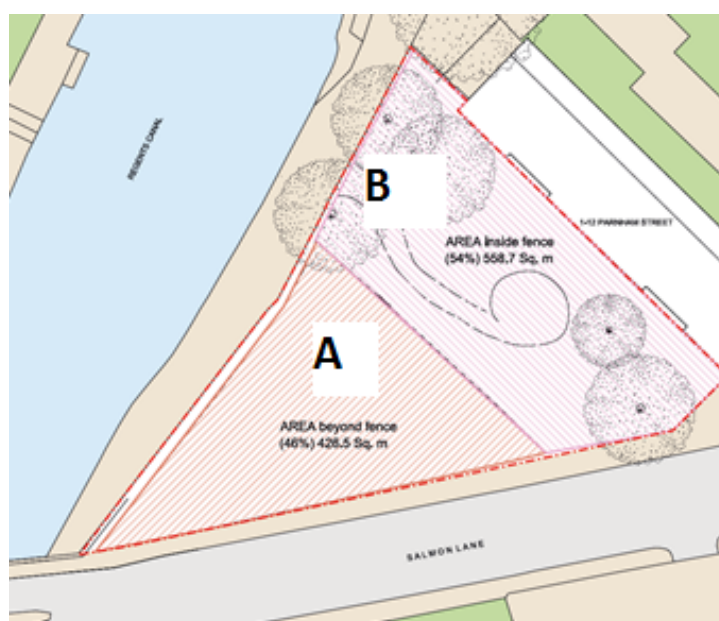 REGENTS CANAL
B
1-12 PARNHAM STREET
AREA inside fence
(54%) 558.7 Sq. m
A
AREA beyond fence
(46%) 426.5 Sq. m
SALMON LANE